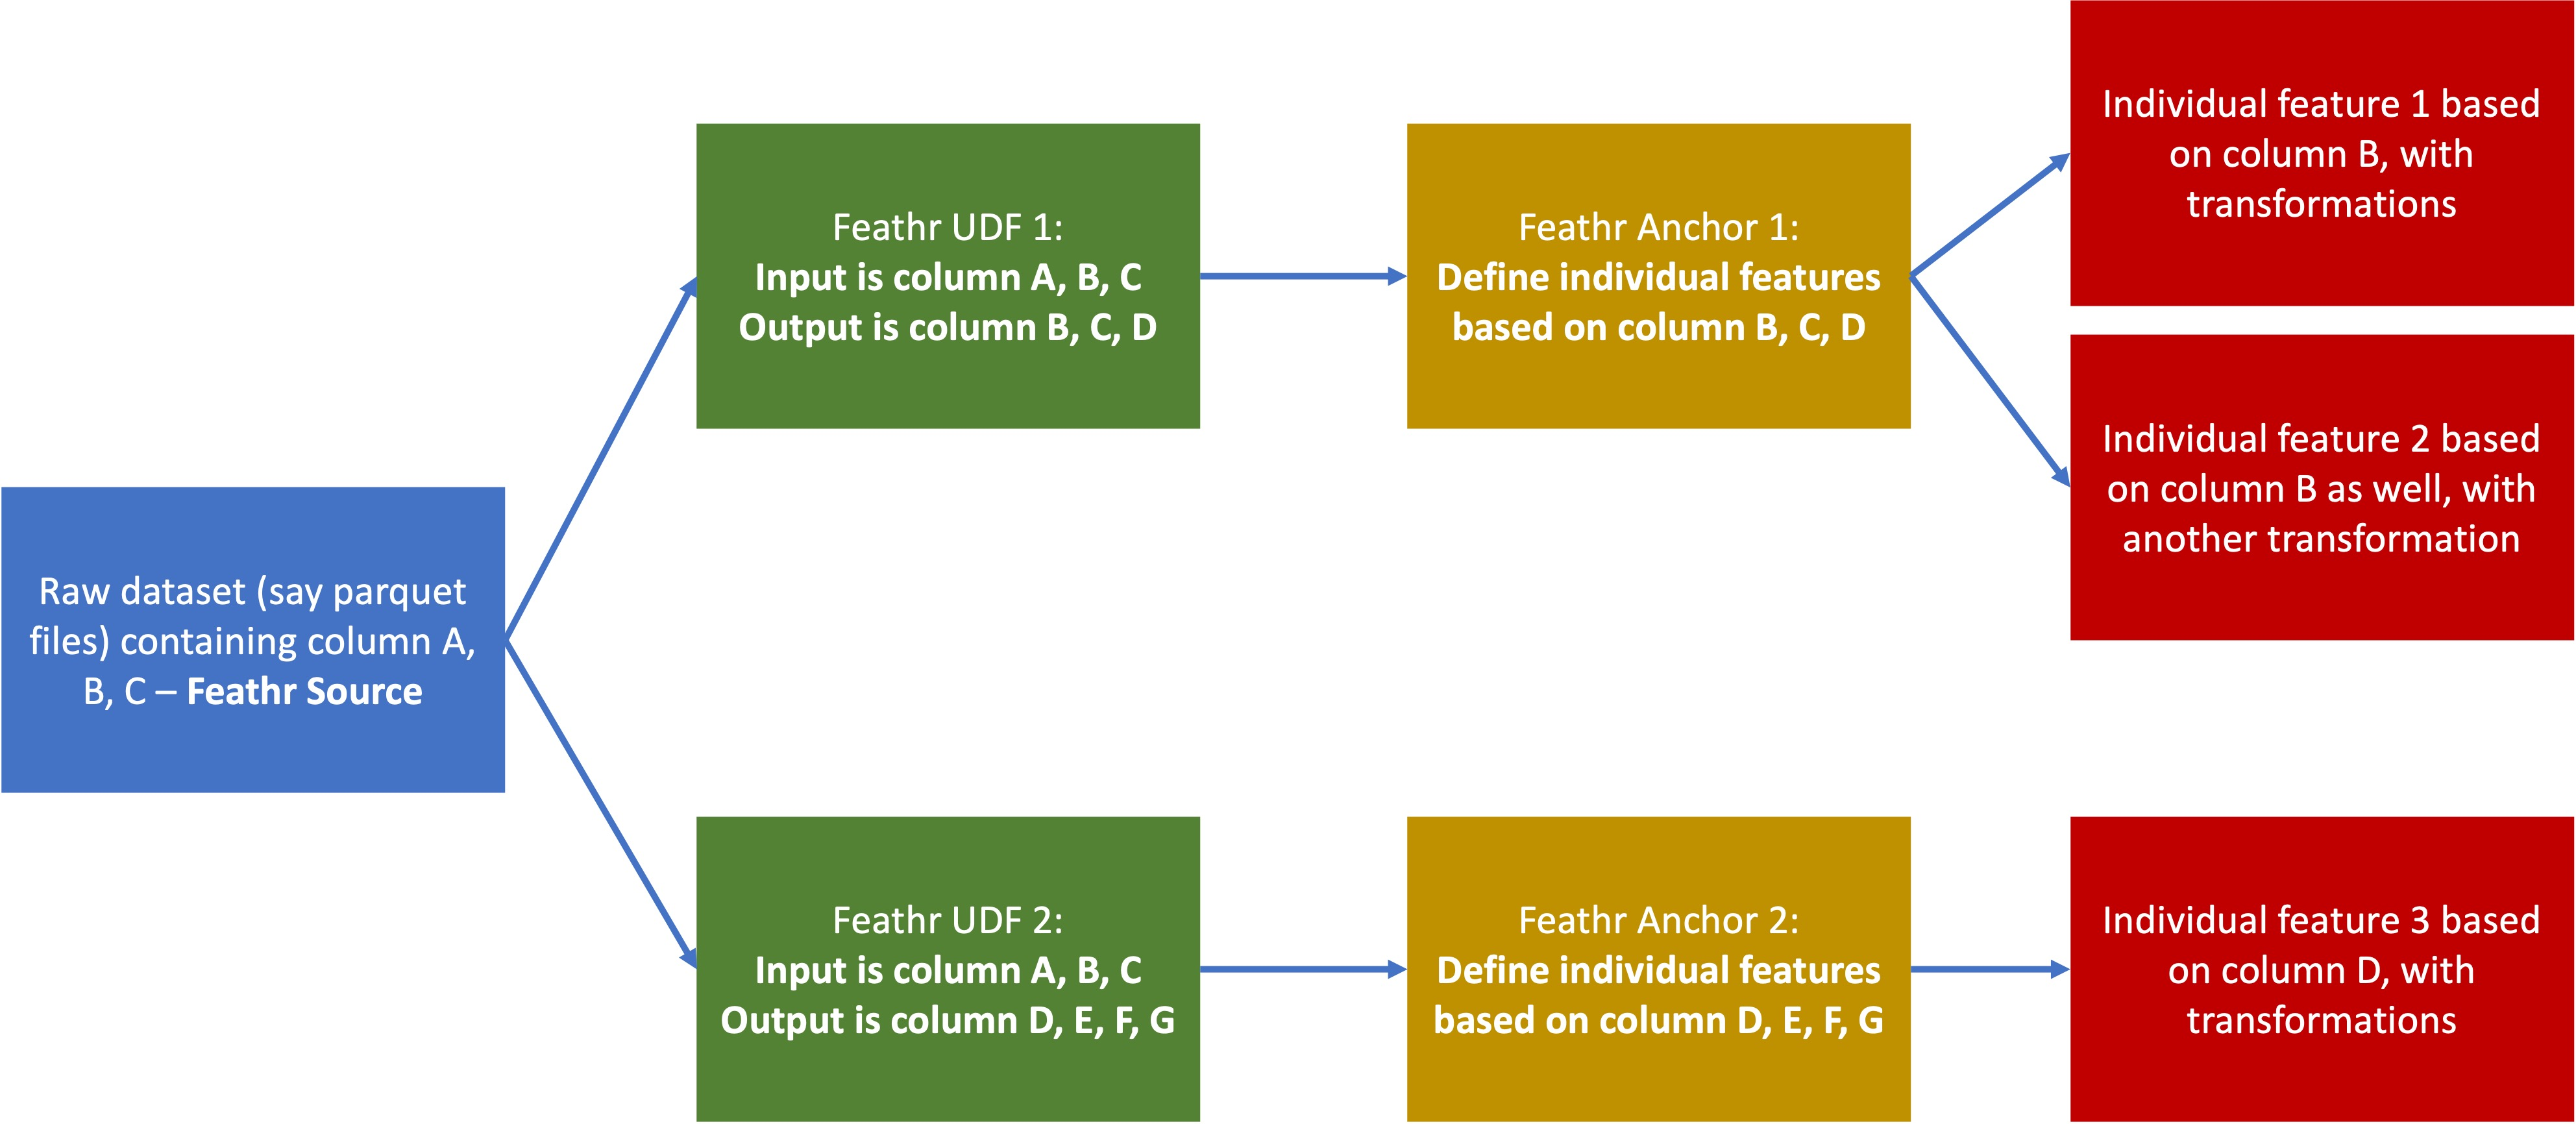 Raw dataset (say parquet
files) containing column A,
B, C – Feathr Source
Feathr UDF 1:
Input is column A, B, C
Output is column B, C, D
Feathr Anchor 1:
Define individual features
based on column B, C, D
Individual feature 1 based
on column B, with
transformations
Individual feature 2 based
on column B as well, with
another transformation
Feathr UDF 2:
Input is column A, B, C
Output is column D, E, F, G
Feathr Anchor 2:
Define individual features
based on column D, E, F, G
Individual feature 3 based
on column D, with
transformations